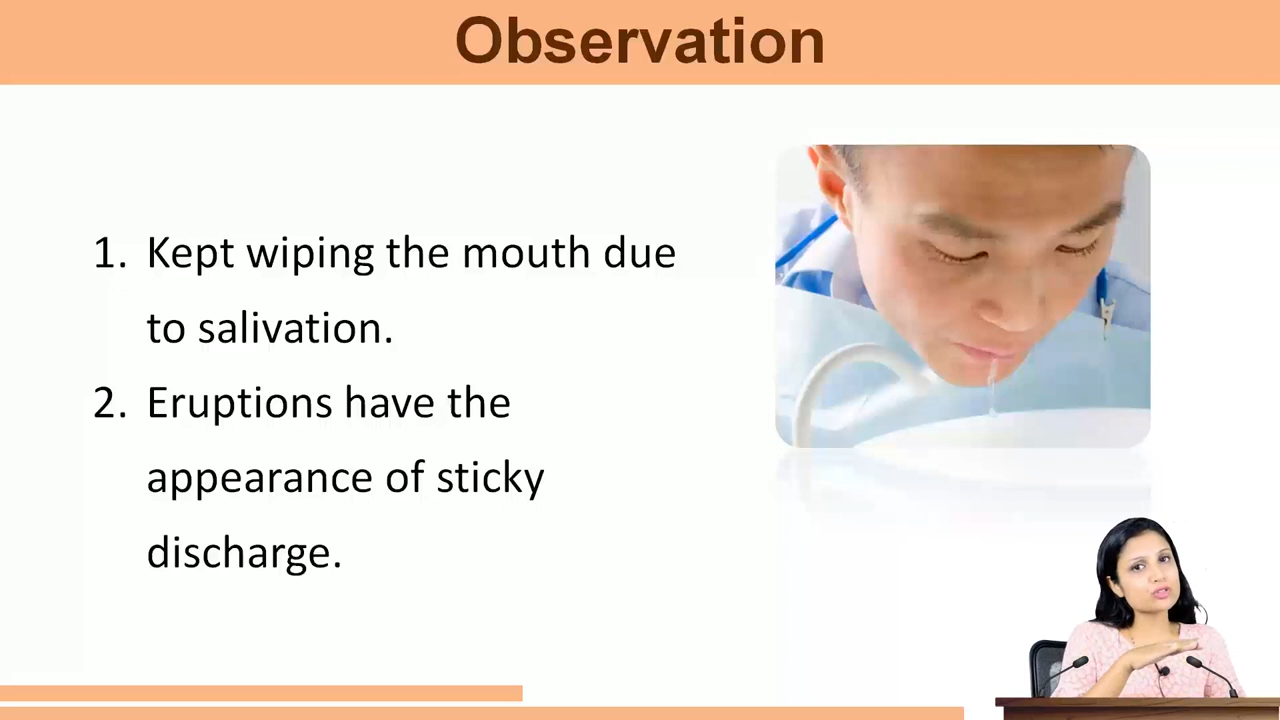 Observation
1. Kept wiping the mouth due
to salivation.
2. Eruptions have the
appearance of sticky
discharge.